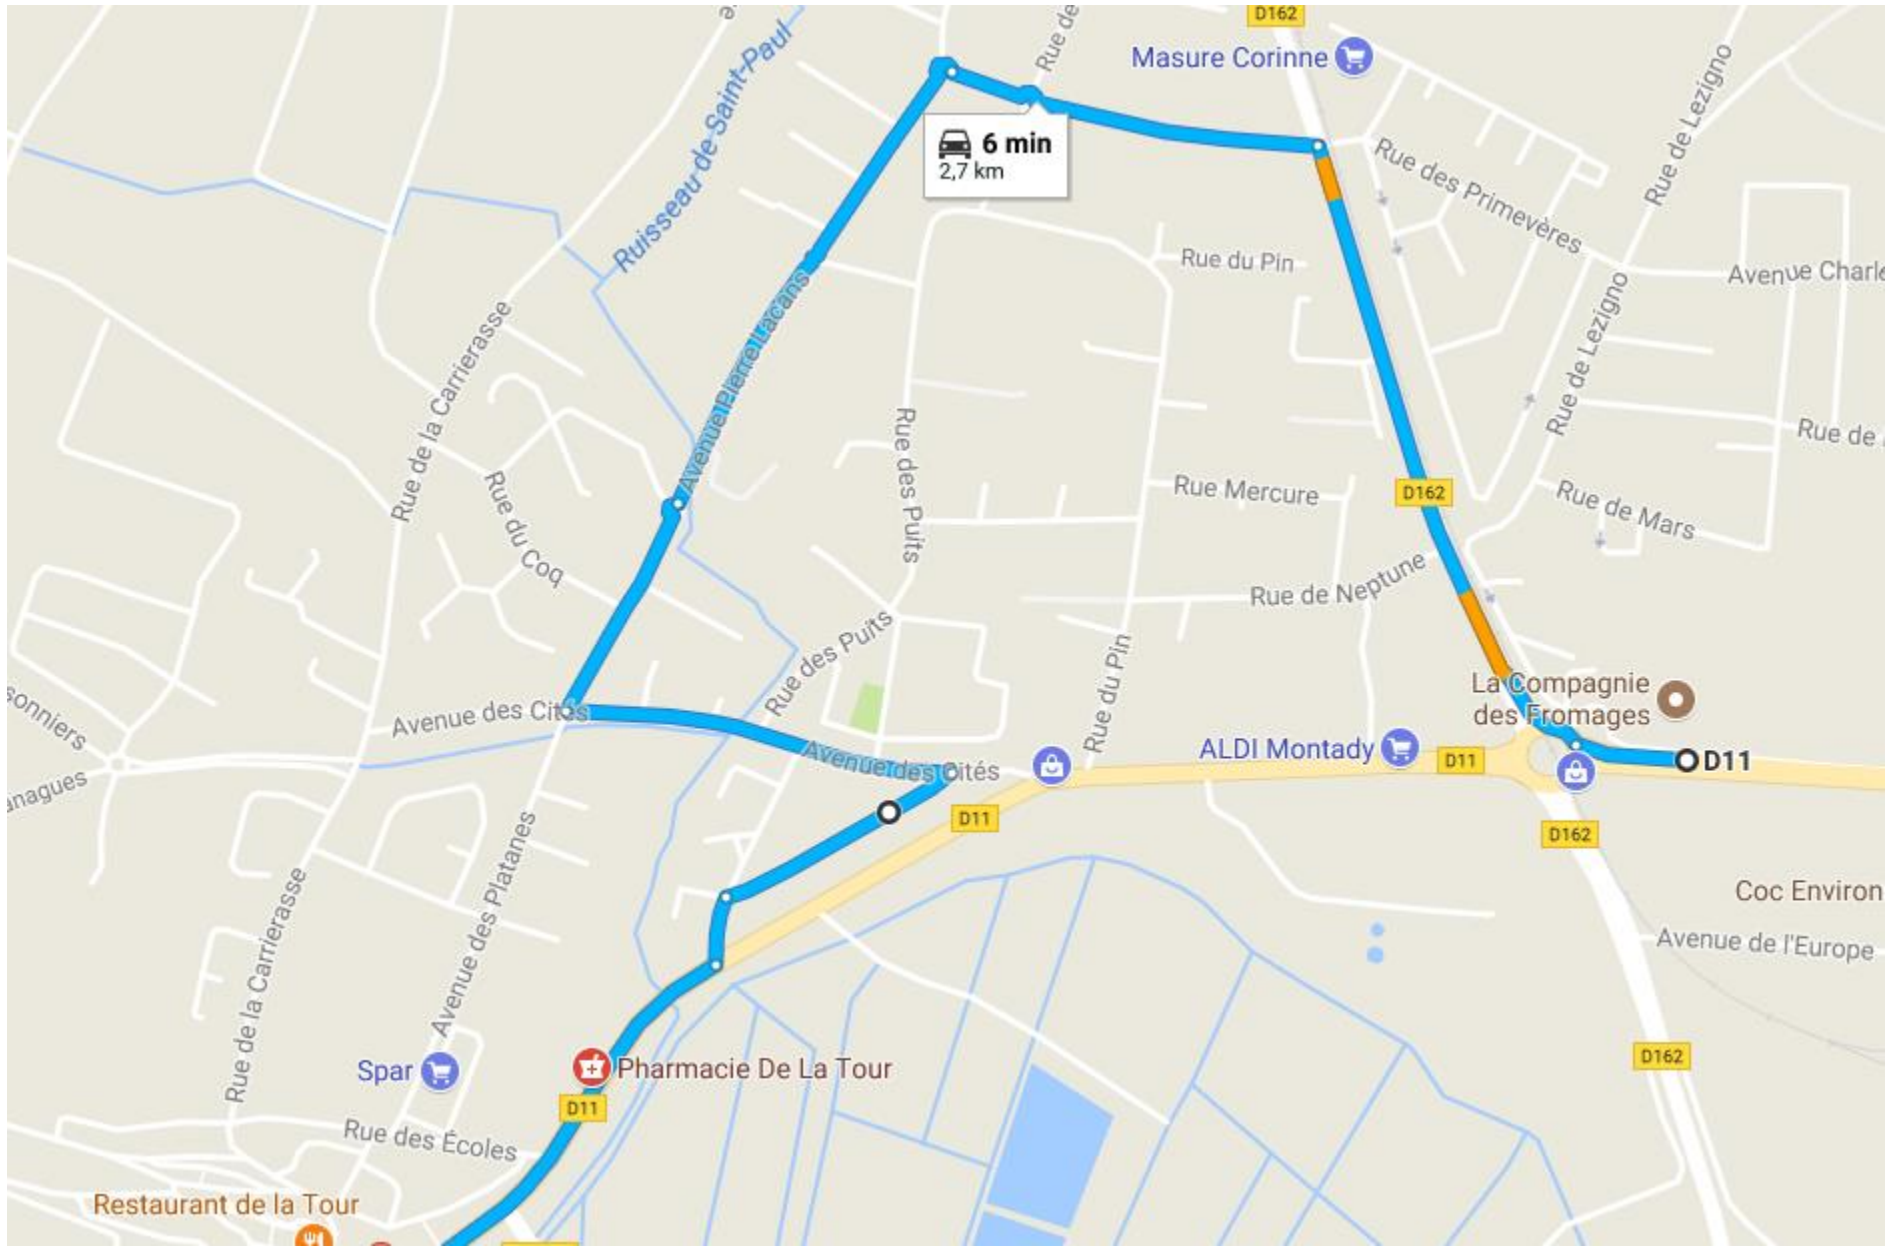 D162
Masure Corinne
Rue de
Ruisseau de Saint-Paul
Rue de Lezigno
6 min
2,7 km
Rue des Primevères
Rue du Pin
Avenue Charle
Avenue Pierre Lacans
Rue de la Carrierasse
Rue de Lezigno
Rue des Puits
Rue de
Rue du Coq
Rue Mercure
D162
Rue de Mars
Rue de Neptune
Rue des Puits
Rue du Pin
La Compagnie
des Fromages
sonniers
Avenue des Cités
ALDI Montady
D11
D11
Avenue des Cités
anagues
D11
D162
Avenue des Platanes
Rue de la Carrierasse
Coc Environ
Avenue de l'Europe
D162
Spar
Pharmacie De La Tour
D11
Rue des Écoles
Restaurant de la Tour